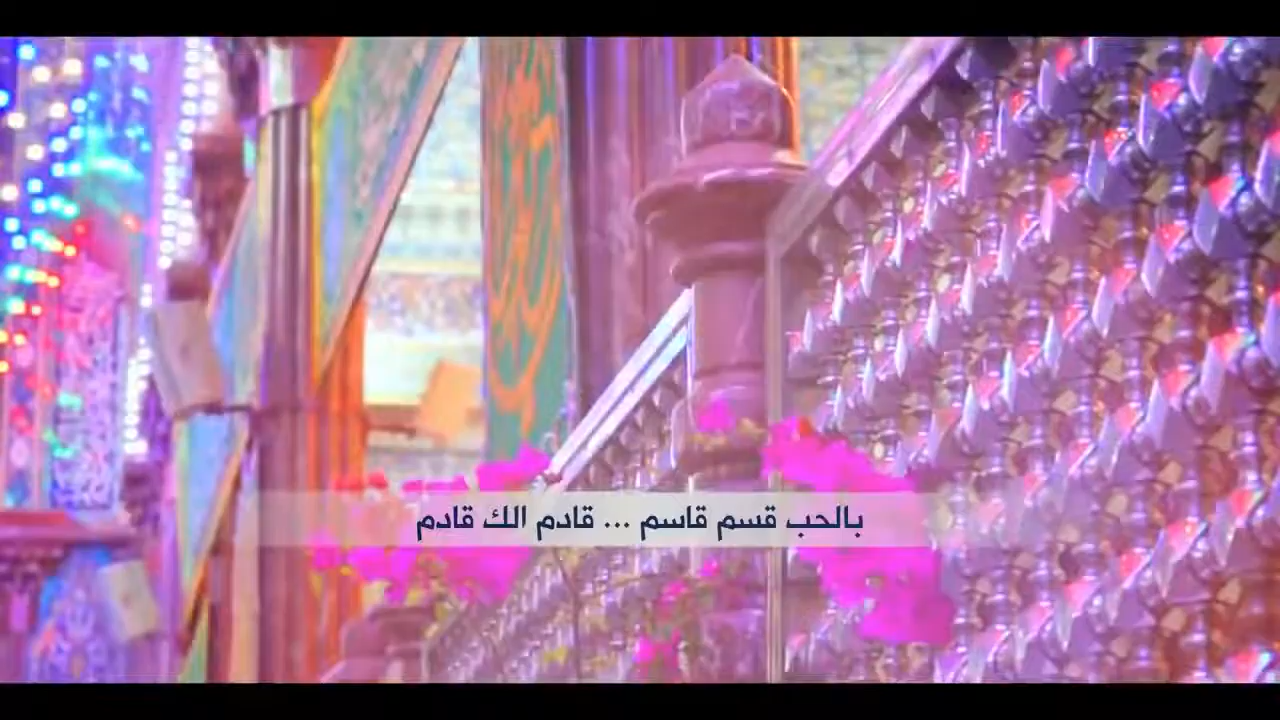 بالحب قسم قاسم ... قادم الك قادم